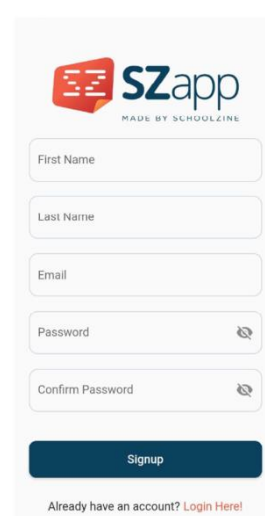 SZapp
MADE BY SCHOOLZINE
First Name
Last Name
Email
Password
Confirm Password
Signup
Already have an account? Login Here!